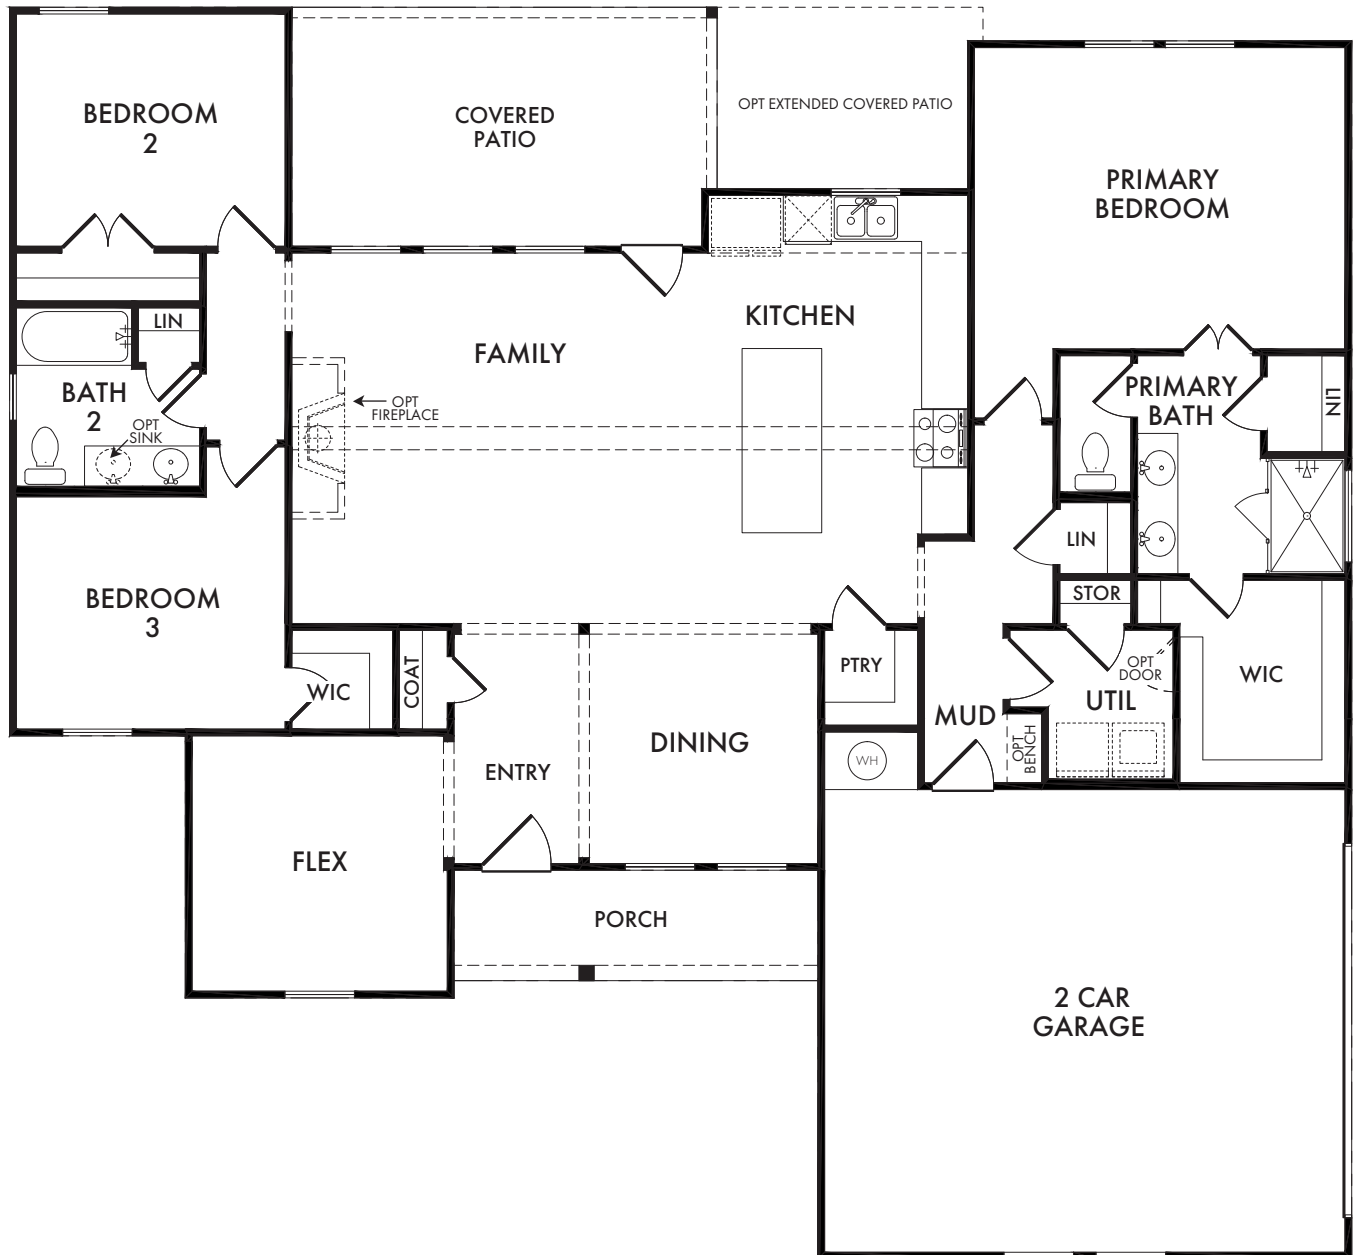 BEDROOM
2
COVERED
PATIO
OPT EXTENDED COVERED PATIO
PRIMARY
BEDROOM
LIN
KITCHEN
FAMILY
BATH
2
OPT
SINK
OPT
FIREPLACE
PRIMARY
BATH
LIN
LIN
BEDROOM
3
STOR
WIC
COAT
PTRY
OPT
DOOR
UTIL
WIC
MUD
OPT
BENCH
DINING
ENTRY
WH
FLEX
PORCH
2 CAR
GARAGE